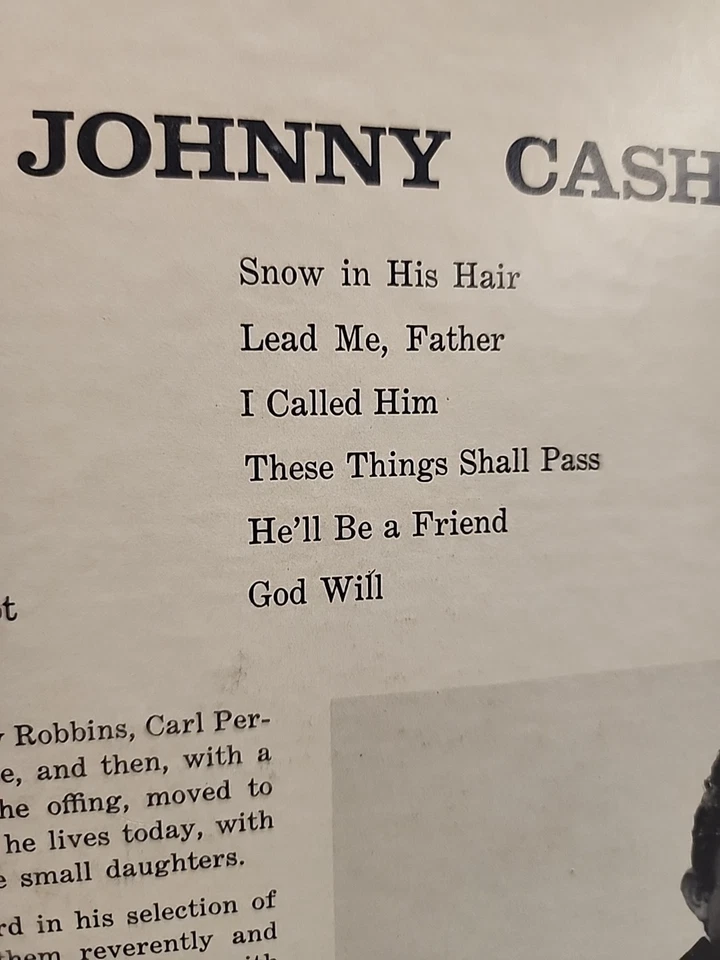 JOHNNY CASH
Snow in His Hair
Lead Me, Father
I Called Him
These Things Shall Pass
He'll Be a Friend
God Will
Robbins, Carl Per-
and then, with a
offing, moved to
he lives today, with
small daughters.
in his selection of
reverently and